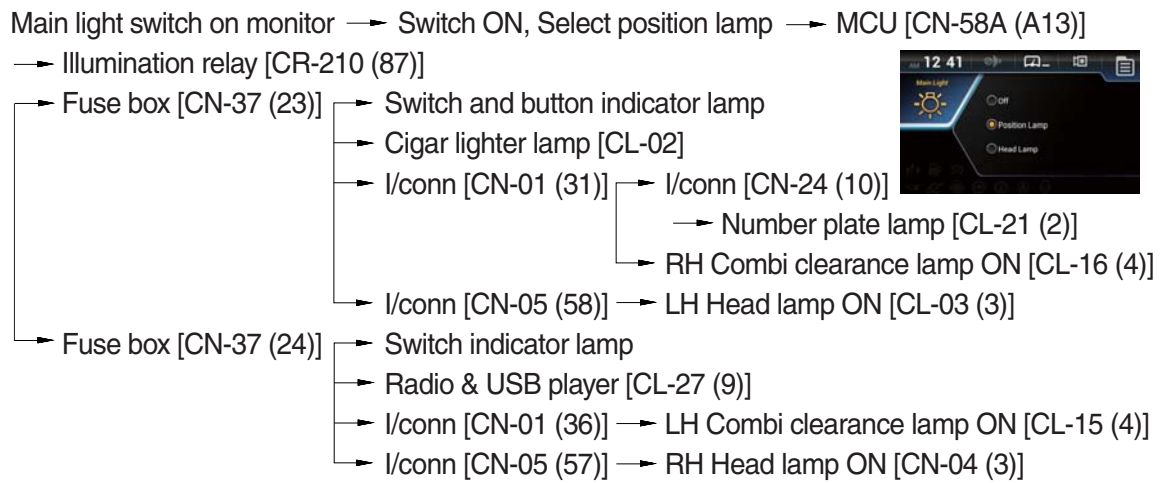 Main light switch on monitor → Switch ON, Select position lamp → MCU [CN-58A (A13)]
→ Illumination relay [CR-210 (87)]
→ Fuse box [CN-37 (23)] → Switch and button indicator lamp
→ Cigar lighter lamp [CL-02]
→ I/conn [CN-01 (31)] → I/conn [CN-24 (10)]
→ Number plate lamp [CL-21 (2)]
→ RH Combi clearance lamp ON [CL-16 (4)]
→ I/conn [CN-05 (58)] → LH Head lamp ON [CL-03 (3)]
→ Fuse box [CN-37 (24)] → Switch indicator lamp
→ Radio & USB player [CL-27 (9)]
→ I/conn [CN-01 (36)] → LH Combi clearance lamp ON [CL-15 (4)]
→ I/conn [CN-05 (57)] → RH Head lamp ON [CN-04 (3)]
AM 12 41
Main Light
Off
Position Lamp
Head Lamp